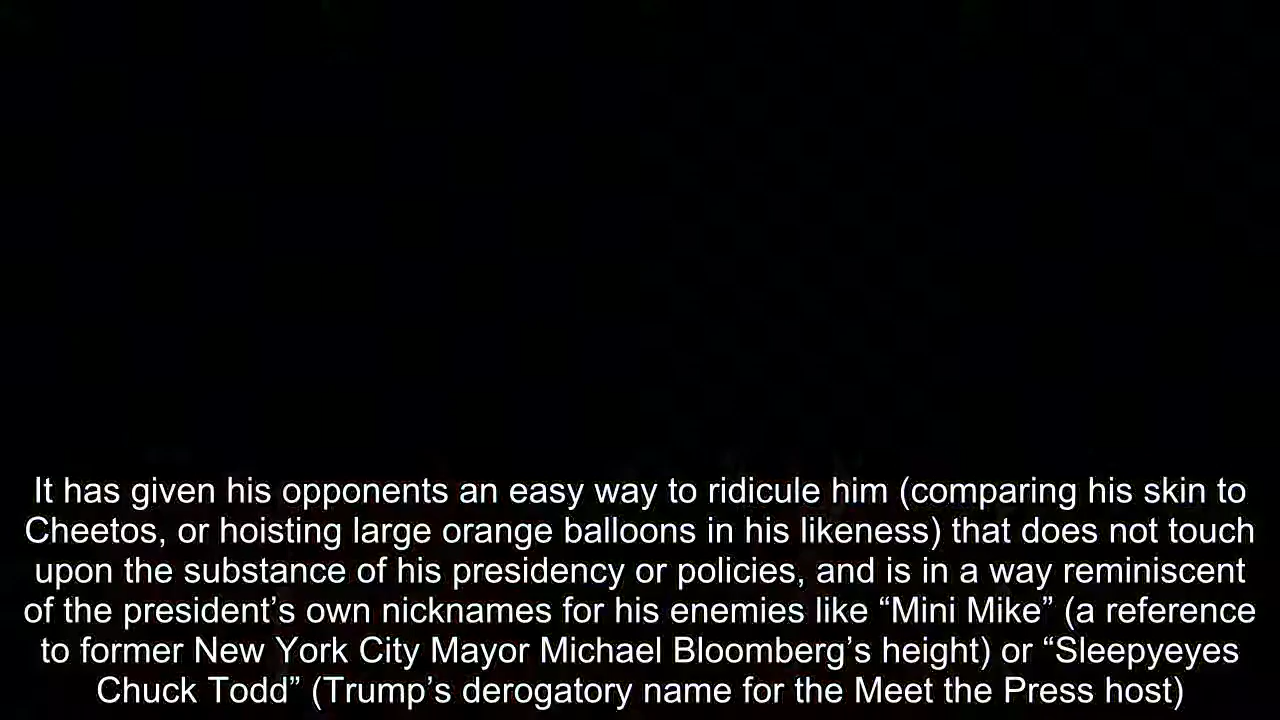 It has given his opponents an easy way to ridicule him (comparing his skin to
Cheetos, or hoisting large orange balloons in his likeness) that does not touch
upon the substance of his presidency or policies, and is in a way reminiscent
of the president’s own nicknames for his enemies like “Mini Mike” (a reference
to former New York City Mayor Michael Bloomberg’s height) or “Sleepyeyes
Chuck Todd” (Trump’s derogatory name for the Meet the Press host)